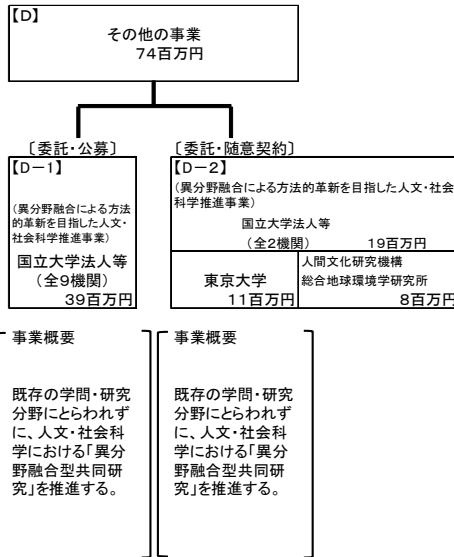 【D】
その他の事業
74百万円
〔委託・公募〕
【D－1】
(異分野融合による方法
的革新を目指した人文・
社会科学推進事業)
国立大学法人等
(全9機関)
39百万円
〔委託・随意契約〕
【D－2】
(異分野融合による方法的革新を目指した人文・社会
科学推進事業)
国立大学法人等
(全2機関) 19百万円
東京大学
11百万円
人間文化研究機構
総合地球環境学研究所
8百万円
事業概要
既存の学問・研究
分野にとらわれず
に、人文・社会科
学における「異分
野融合型共同研
究」を推進する。
事業概要
既存の学問・研究
分野にとらわれず
に、人文・社会科
学における「異分
野融合型共同研
究」を推進する。